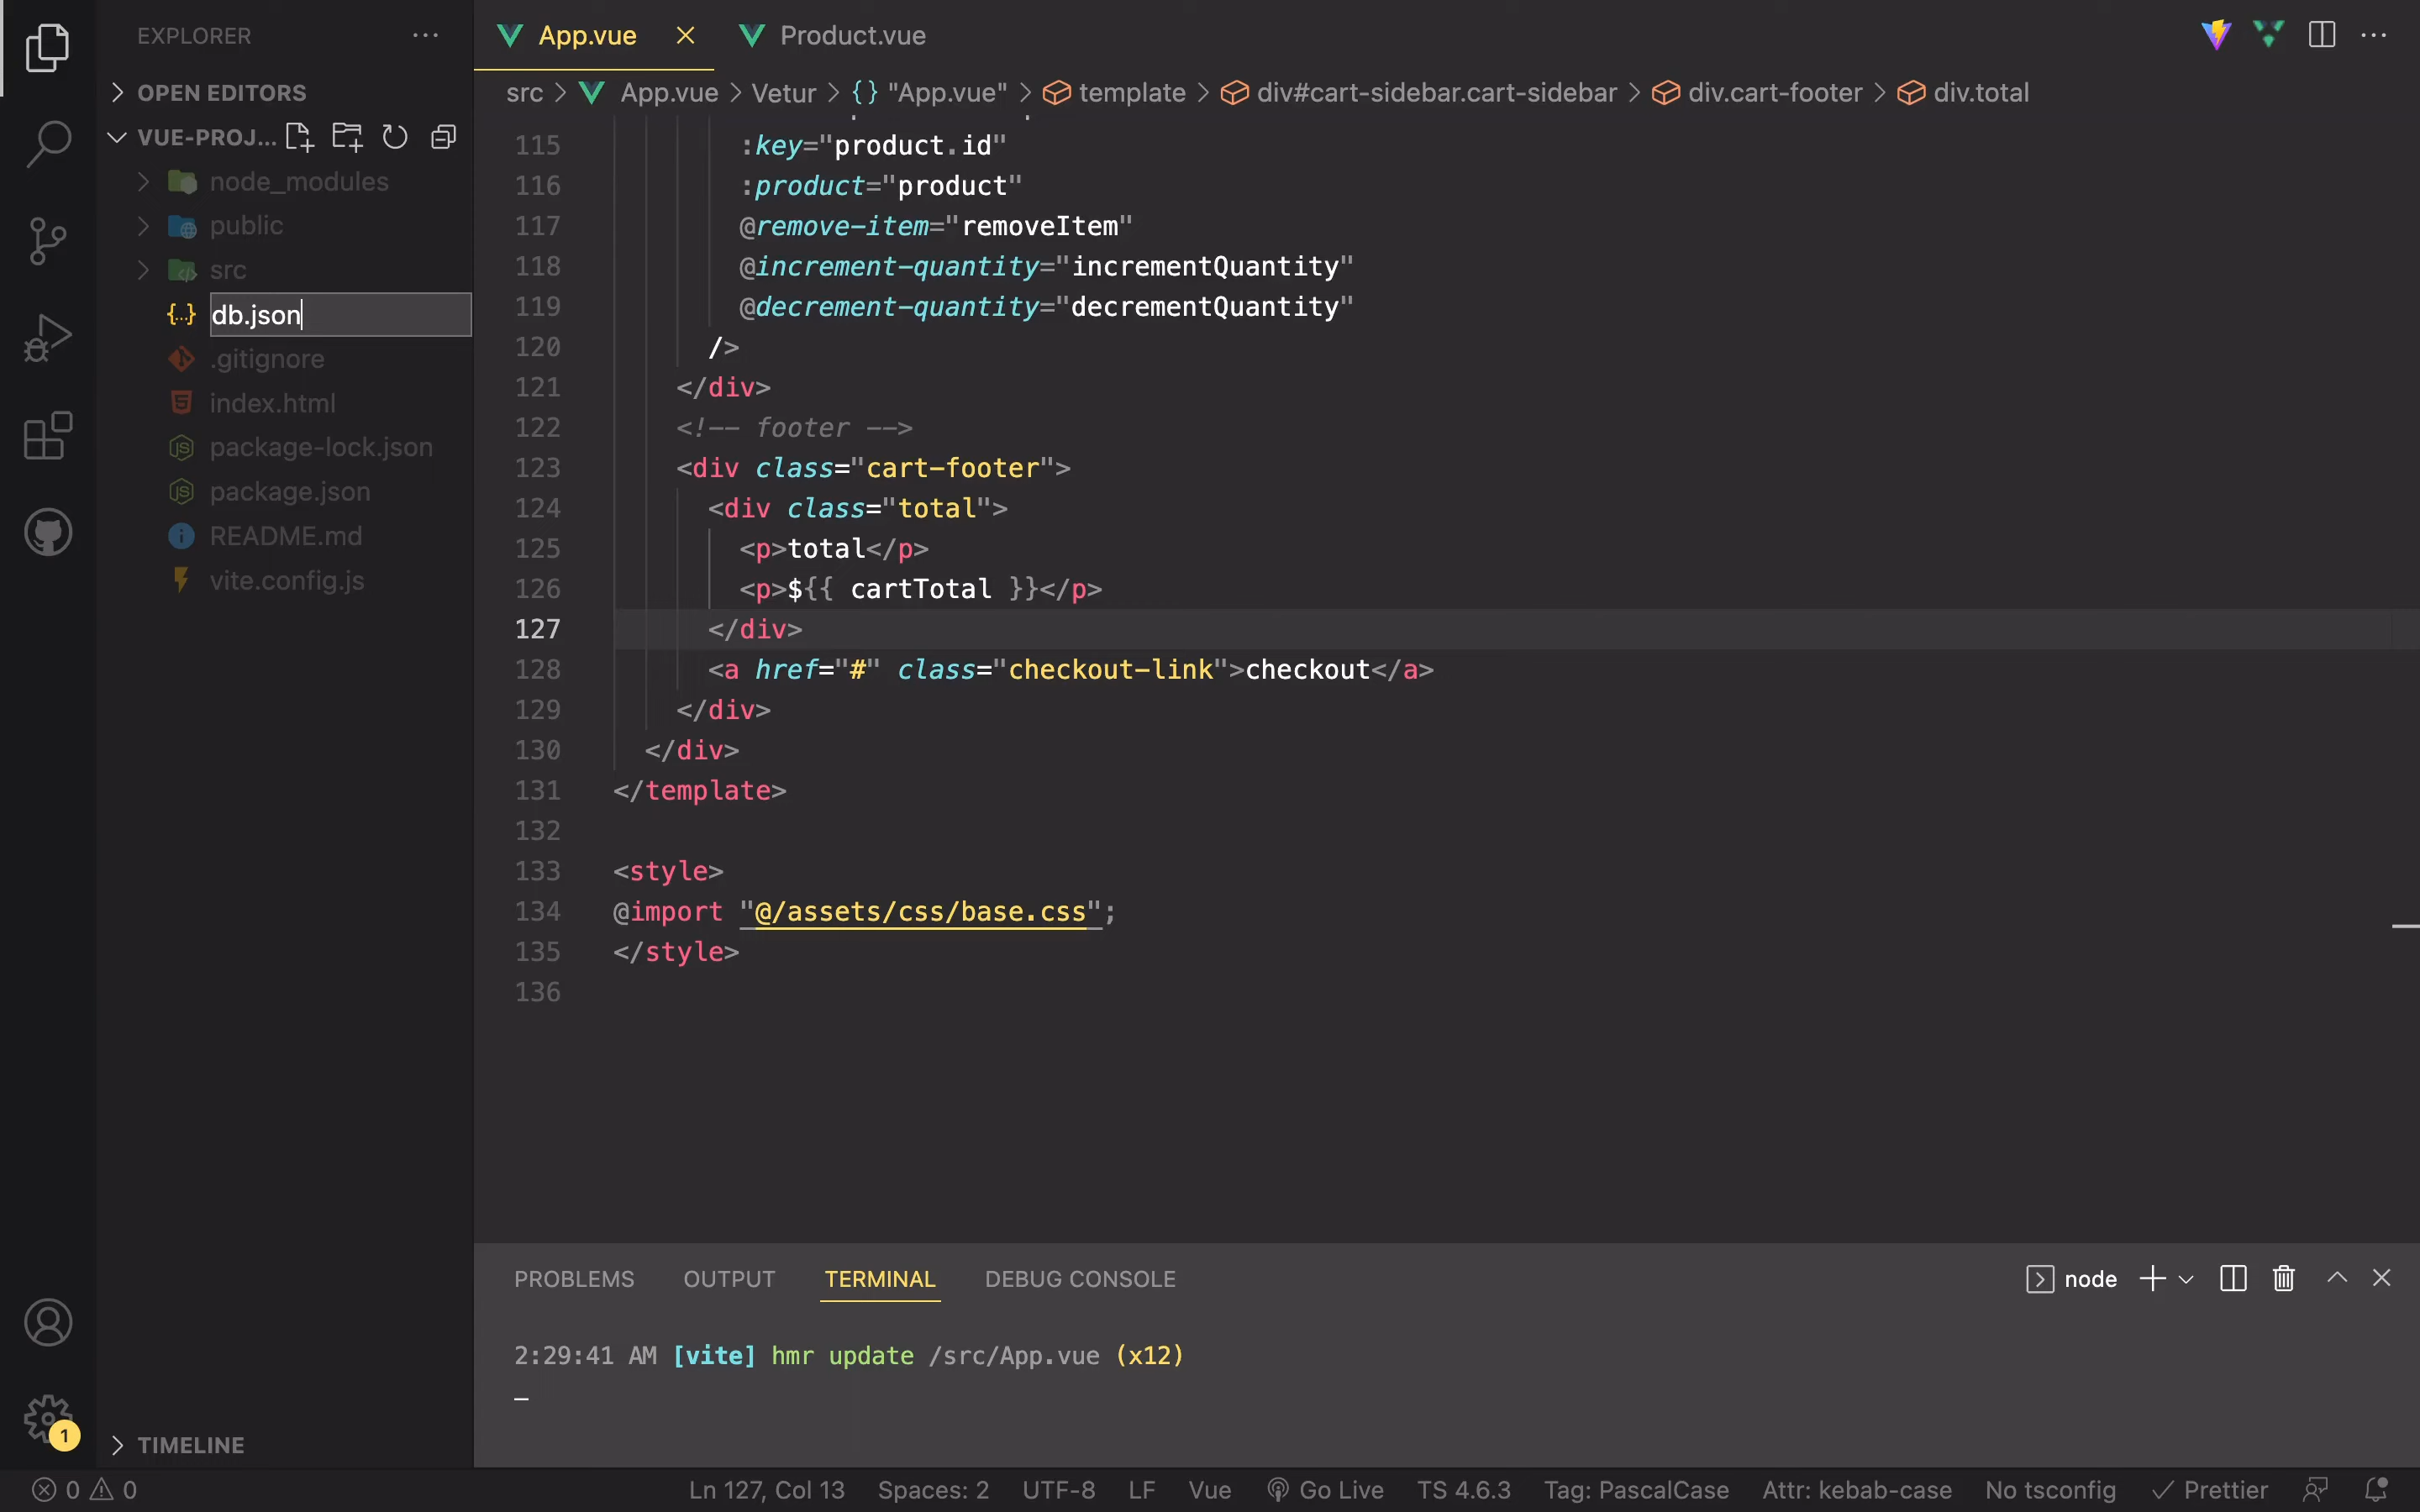 EXPLORER
OPEN EDITORS
VUE-PROJ...
node_modules
public
src
db.json
.gitignore
index.html
package-lock.json
package.json
README.md
vite.config.js
TIMELINE
1
App.vue
Product.vue
src > App.vue > Vetur > {} "App.vue" > template > div#cart-sidebar.cart-sidebar > div.cart-footer > div.total
115 :key="product.id"
116 :product="product"
117 @remove-item="removeItem"
118 @increment-quantity="incrementQuantity"
119 @decrement-quantity="decrementQuantity"
120 />
121 </div>
122 <!-- footer -->
123 <div class="cart-footer">
124 <div class="total">
125 <p>total</p>
126 <p>${{ cartTotal }}</p>
127 </div>
128 <a href="#" class="checkout-link">checkout</a>
129 </div>
130 </div>
131 </template>
132
133 <style>
134 @import "@/assets/css/base.css";
135 </style>
136
PROBLEMS OUTPUT TERMINAL DEBUG CONSOLE
node
2:29:41 AM [vite] hmr update /src/App.vue (x12)
0 0
Ln 127, Col 13 Spaces: 2 UTF-8 LF Vue Go Live TS 4.6.3 Tag: PascalCase Attr: kebab-case No tsconfig Prettier